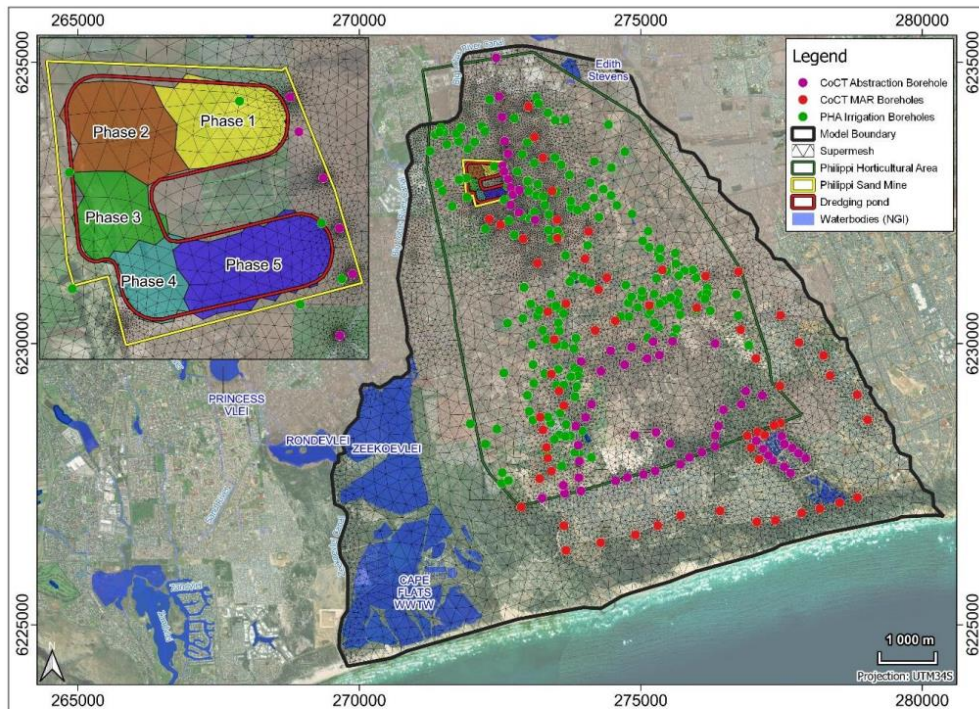 265000
270000
275000
280000
6235000
6235000
Phase 2
Phase 1
Phase 3
Phase 4
Phase 5
Edith
Stevens
Legend
CoCT Abstraction Borehole
CoCT MAR Boreholes
PHA Irrigation Boreholes
Model Boundary
Supermesh
Philippi Horticultural Area
Philippi Sand Mine
Dredging pond
Waterbodies (NGI)
6230000
6230000
PRINCESS
VLEI
RONDEVLEI
ZEEKOEVLEI
CAPE
FLATS
WWTW
6225000
6225000
1 000 m
Projection: UTM34S
265000
270000
275000
280000